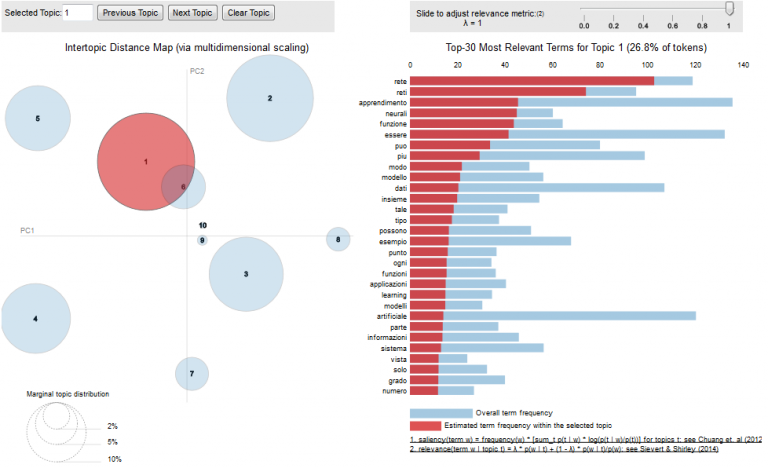 Selected Topic: 1 Previous Topic Next Topic Clear Topic
Slide to adjust relevance metric:(2)
λ = 1
0.0 0.2 0.4 0.6 0.8 1
Intertopic Distance Map (via multidimensional scaling)
PC2
PC1
5
2
1
6
10
9
8
3
4
7
Marginal topic distribution
2%
5%
10%
Top-30 Most Relevant Terms for Topic 1 (26.8% of tokens)
0 20 40 60 80 100 120 140
rete
reti
apprendimento
neurali
funzione
essere
puo
piu
modo
modello
dati
insieme
tale
tipo
possono
esempio
punto
ogni
funzioni
applicazioni
learning
modelli
artificiale
parte
informazioni
sistema
vista
solo
grado
numero
Overall term frequency
Estimated term frequency within the selected topic
1. saliency(term w) = frequency(w) * [sum_t p(t | w) * log(p(t | w)/p(t))] for topics t; see Chuang et. al (2012
2. relevance(term w | topic t) = λ * p(w | t) + (1 - λ) * p(w | t)/p(w); see Sievert & Shirley (2014)